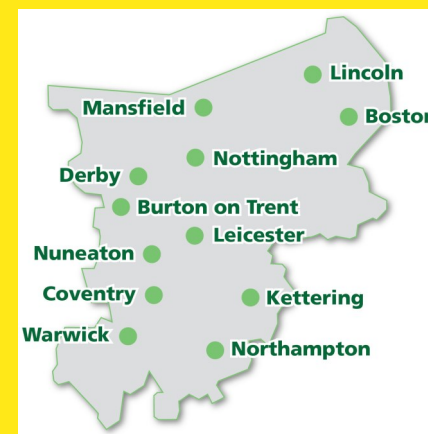 Lincoln
Mansfield
Boston
Nottingham
Derby
Burton on Trent
Leicester
Nuneaton
Coventry
Kettering
Warwick
Northampton